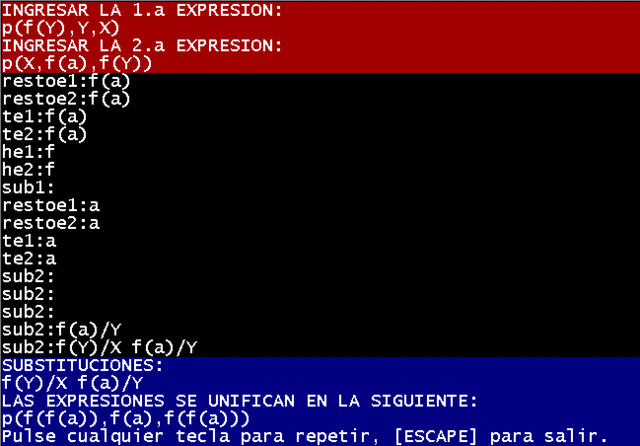 INGRESAR LA 1.a EXPRESION:
p(f(Y),Y,X)
INGRESAR LA 2.a EXPRESION:
p(X,f(a),f(Y))
restoe1:f(a)
restoe2:f(a)
te1:f(a)
te2:f(a)
he1:f
he2:f
sub1:
restoe1:a
restoe2:a
te1:a
te2:a
sub2:
sub2:
sub2:
sub2:f(a)/Y
sub2:f(Y)/X f(a)/Y
SUBSTITUCIONES:
f(Y)/X f(a)/Y
LAS EXPRESIONES SE UNIFICAN EN LA SIGUIENTE:
p(f(f(a)),f(a),f(f(a)))
Pulse cualquier tecla para repetir, [ESCAPE] para salir.